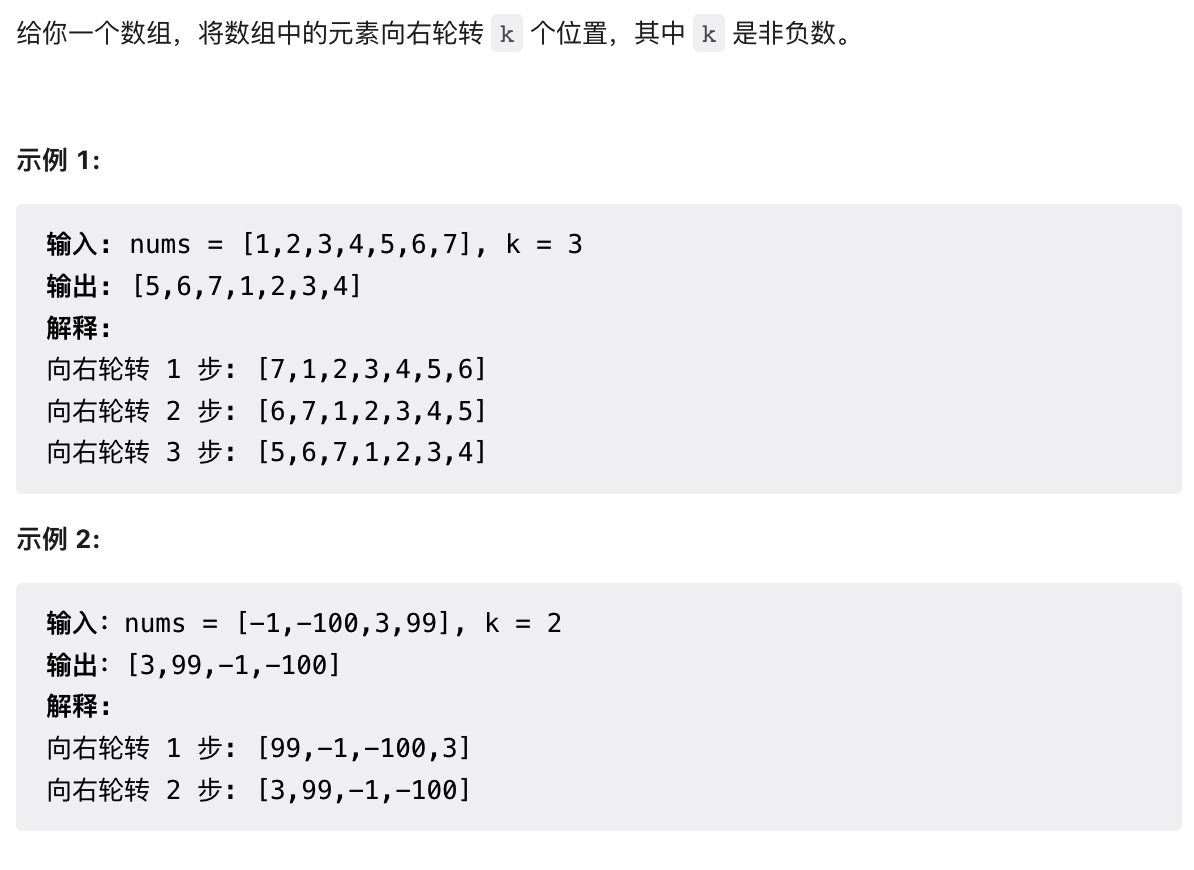 给你一个数组，将数组中的元素向右轮转 k 个位置，其中 k 是非负数。
示例 1:
输入: nums = [1,2,3,4,5,6,7], k = 3
输出: [5,6,7,1,2,3,4]
解释:
向右轮转 1 步: [7,1,2,3,4,5,6]
向右轮转 2 步: [6,7,1,2,3,4,5]
向右轮转 3 步: [5,6,7,1,2,3,4]
示例 2:
输入：nums = [-1,-100,3,99], k = 2
输出：[3,99,-1,-100]
解释:
向右轮转 1 步: [99,-1,-100,3]
向右轮转 2 步: [3,99,-1,-100]